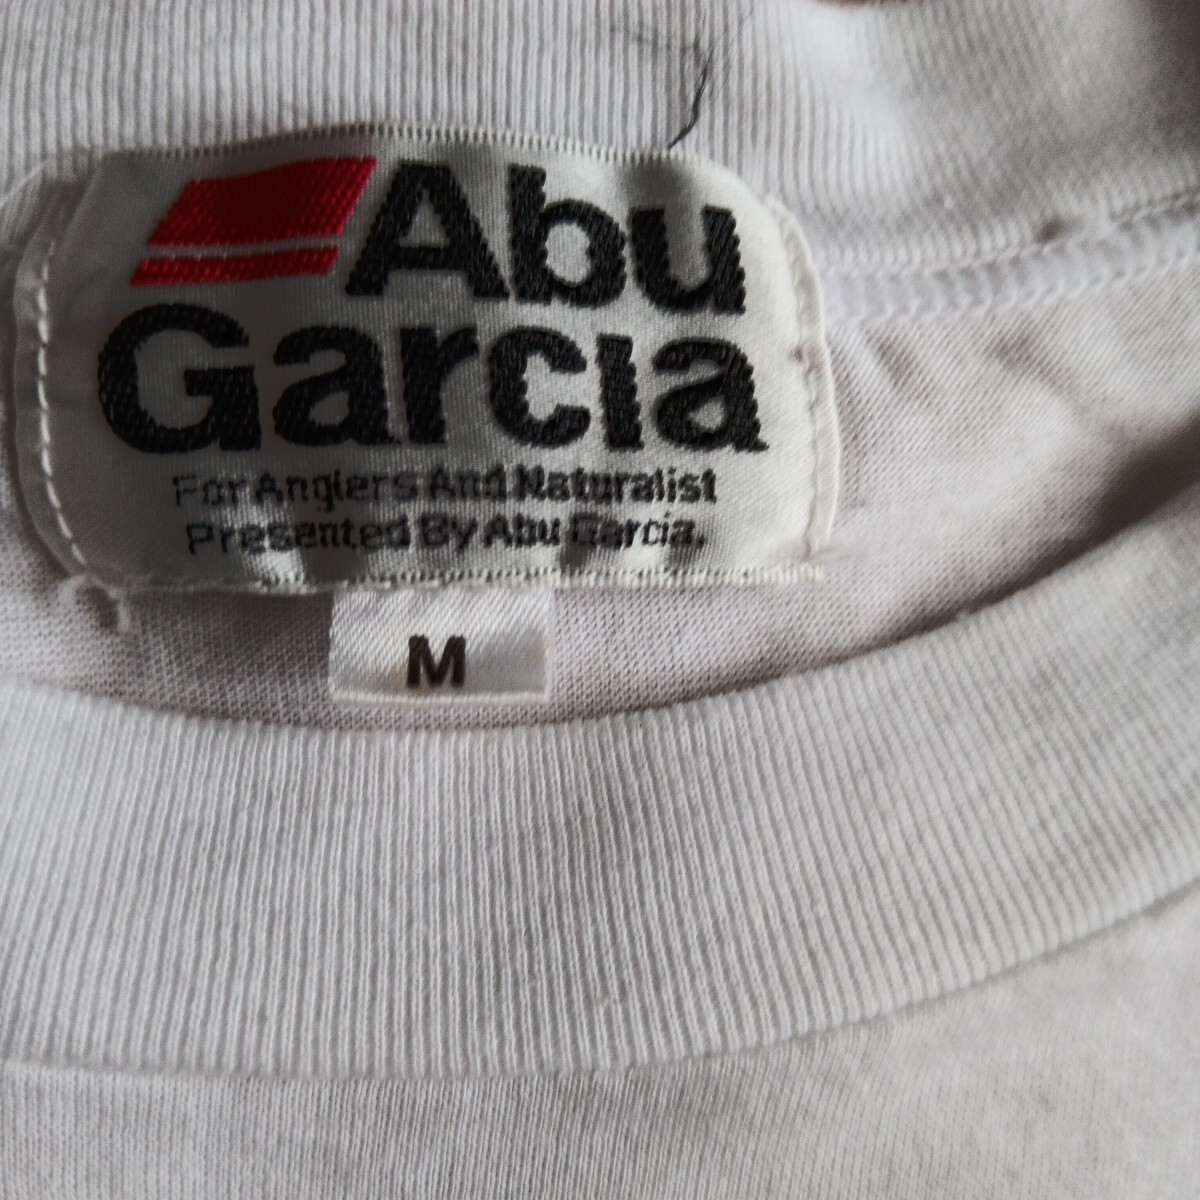 Abu
Garcia
For Anglers And Naturalist
Presented By Abu Garcia.
M